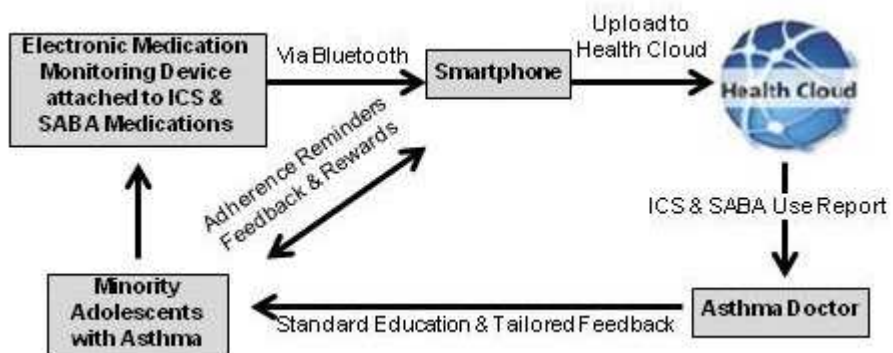 Electronic Medication
Monitoring Device
attached to ICS &
SABA Medications
Via Bluetooth
Smartphone
Upload to
Health Cloud
Health Cloud
Adherence Reminders
Feedback & Rewards
ICS & SABA Use Report
Minority
Adolescents
with Asthma
Standard Education & Tailored Feedback
Asthma Doctor